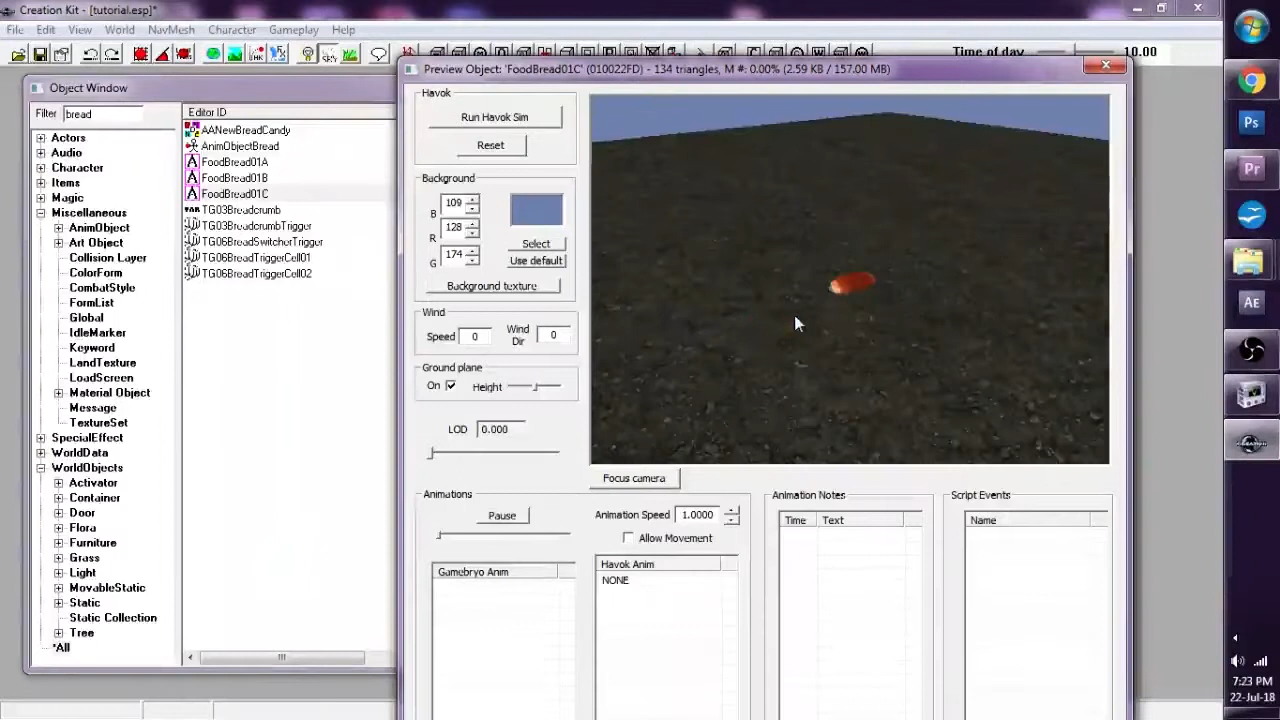 Creation Kit - [tutorial.esp]*
File Edit View World NavMesh Character Gameplay Help
Time of day 10.00
Object Window
Filter bread
Actors
Audio
Character
Items
Magic
Miscellaneous
AnimObject
Art Object
Collision Layer
ColorForm
CombatStyle
FormList
Global
IdleMarker
Keyword
LandTexture
LoadScreen
Material Object
Message
TextureSet
SpecialEffect
WorldData
WorldObjects
Activator
Container
Door
Flora
Furniture
Grass
Light
MovableStatic
Static
Static Collection
Tree
*All
Editor ID
AANewBreadCandy
AnimObjectBread
FoodBread01A
FoodBread01B
FoodBread01C
TG03Breadcrumb
TG03BreadcrumbTrigger
TG06BreadSwitcherTrigger
TG06BreadTriggerCell01
TG06BreadTriggerCell02
Preview Object: 'FoodBread01C' (010022FD) - 134 triangles, M #: 0.00% (2.59 KB / 157.00 MB)
Havok
Run Havok Sim
Reset
Background
B 109
R 128
G 174
Select
Use default
Background texture
Wind
Speed 0 Wind Dir 0
Ground plane
On Height
LOD 0.000
Focus camera
Animations
Pause
Animation Speed 1.0000
Allow Movement
Gamebryo Anim
Havok Anim
NONE
Animation Notes
Time Text
Script Events
Name
Ps
Pr
AE
7:23 PM
22-Jul-18